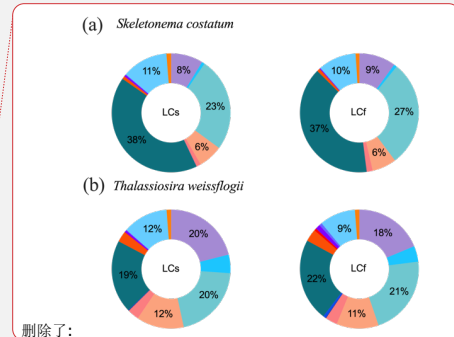 (a) Skeletonema costatum
11% 8% 23% 6% 38% LCs
10% 9% 27% 6% 37% LCf
(b) Thalassiosira weissflogii
12% 20% 20% 12% 19% LCs
9% 18% 21% 11% 22% LCf
删除了: